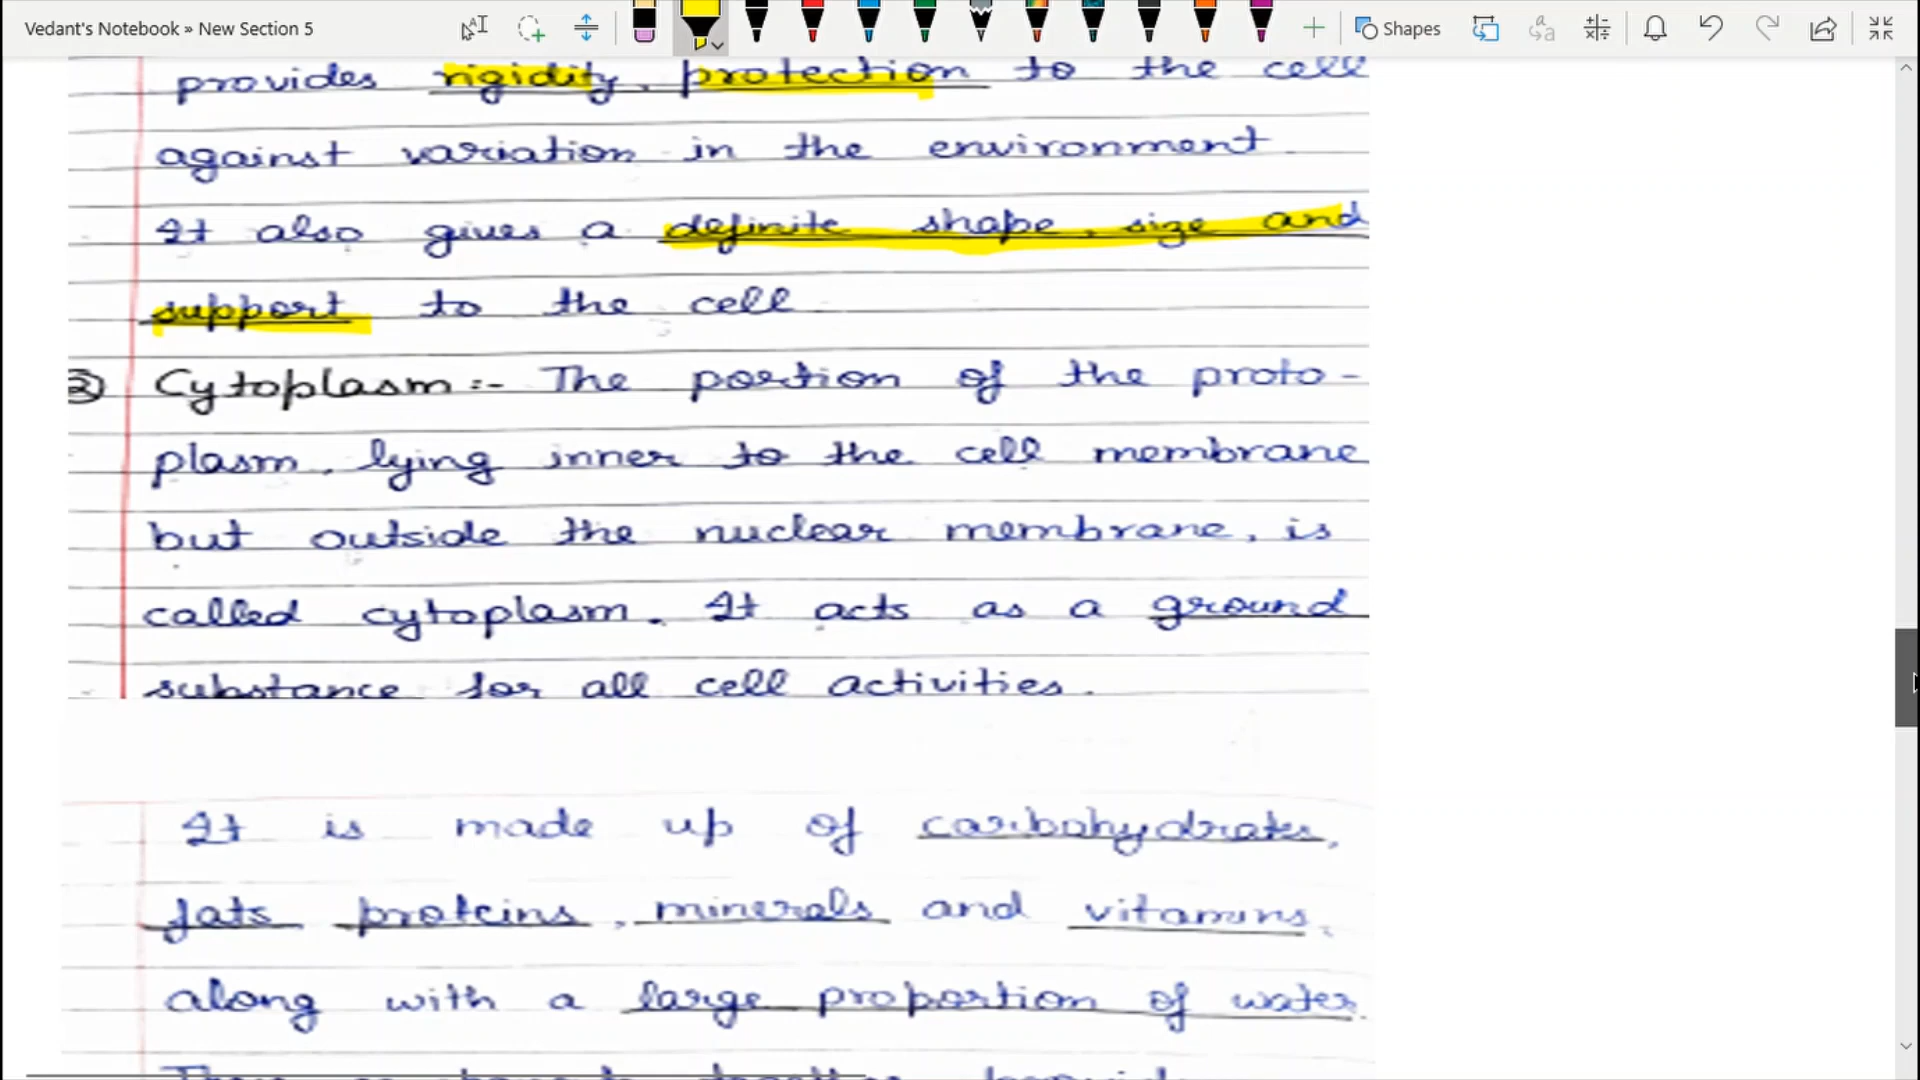 Vedant's Notebook » New Section 5
Shapes
provides rigidity, protection to the cell
against variation in the environment.
It also gives a definite shape, size and
support to the cell.
③ Cytoplasm :- The portion of the proto-
plasm, lying inner to the cell membrane
but outside the nuclear membrane, is
called cytoplasm. It acts as a ground
substance for all cell activities.
It is made up of carbohydrates,
fats proteins, minerals and vitamins,
along with a large proportion of water.